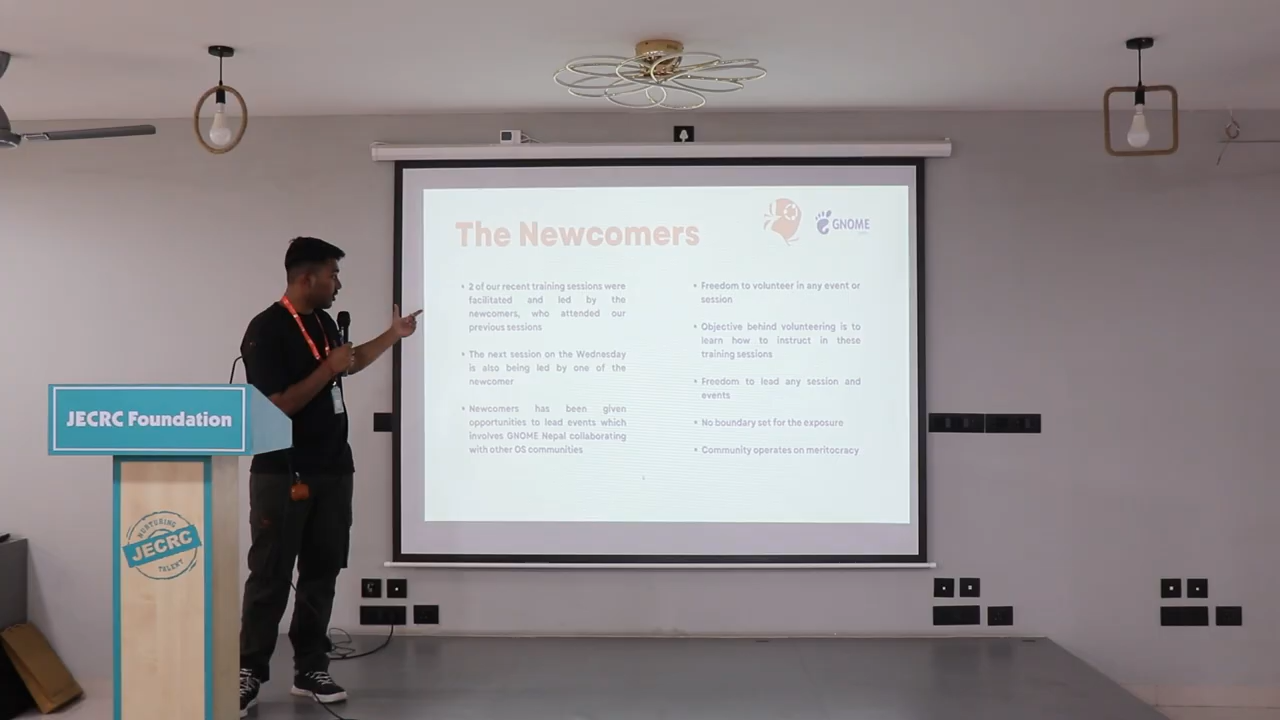 The Newcomers
GNOME
• 2 of our recent training sessions were
facilitated and led by the
newcomers, who attended our
previous sessions
• The next session on the Wednesday
is also being led by one of the
newcomer
• Newcomers has been given
opportunities to lead events which
involves GNOME Nepal collaborating
with other OS communities
• Freedom to volunteer in any event or
session
• Objective behind volunteering is to
learn how to instruct in these
training sessions
• Freedom to lead any session and
events
• No boundary set for the exposure
• Community operates on meritocracy
JECRC Foundation
NURTURING
JECRC
TALENT